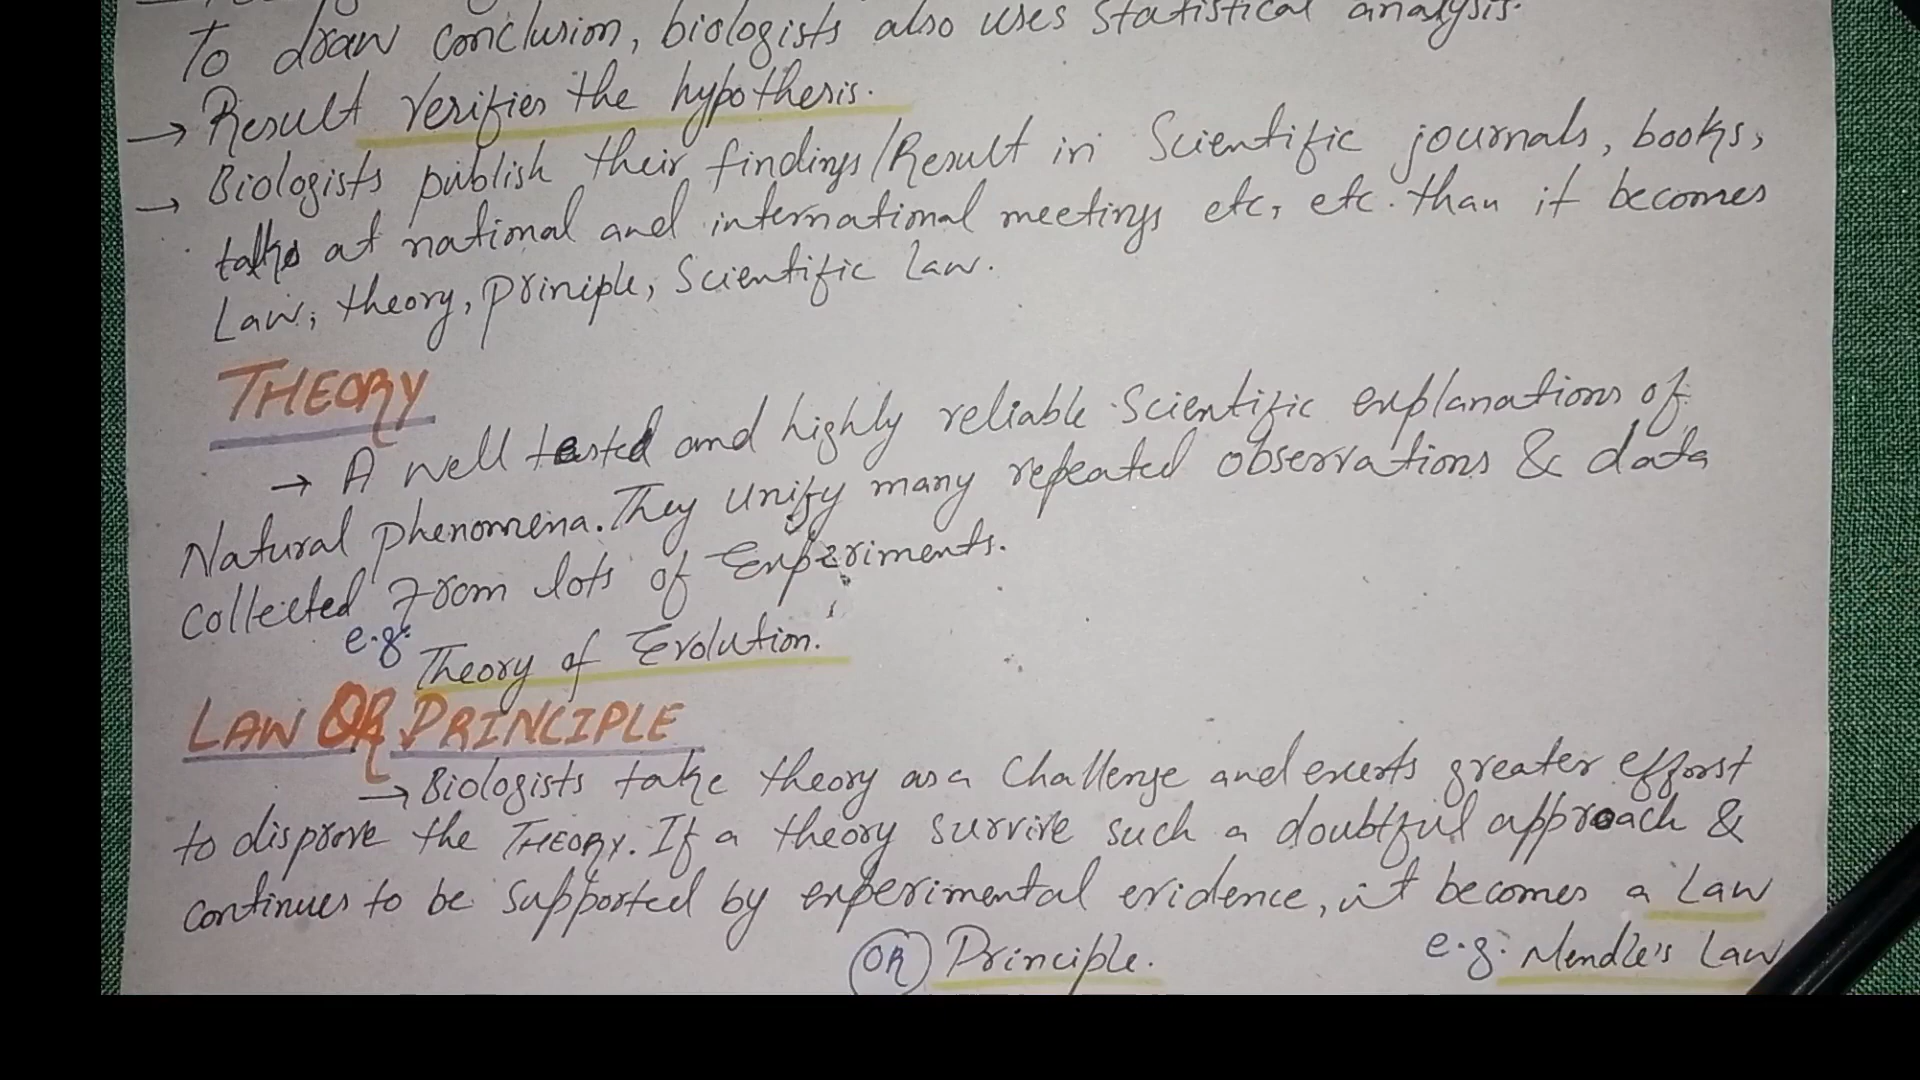 To draw conclusion, biologists also uses statistical analysis.
→ Result verifies the hypothesis.
→ Biologists publish their findings/Result in Scientific journals, books,
talks at national and international meetings etc, etc. than it becomes
Law, theory, priniple, Scientific law.
THEORY
→ A well tested and highly reliable Scientific explanations of
Natural phenomena. They unify many repeated observations & data
collected from lots of Experiments.
e.g: Theory of Evolution.
LAW OR PRINCIPLE
→ Biologists take theory as a Challenge and exerts greater effort
to disprove the THEORY. If a theory survive such a doubtful approach &
continues to be supported by experimental evidence, it becomes a Law
OR Principle. e.g: Mendle's Law